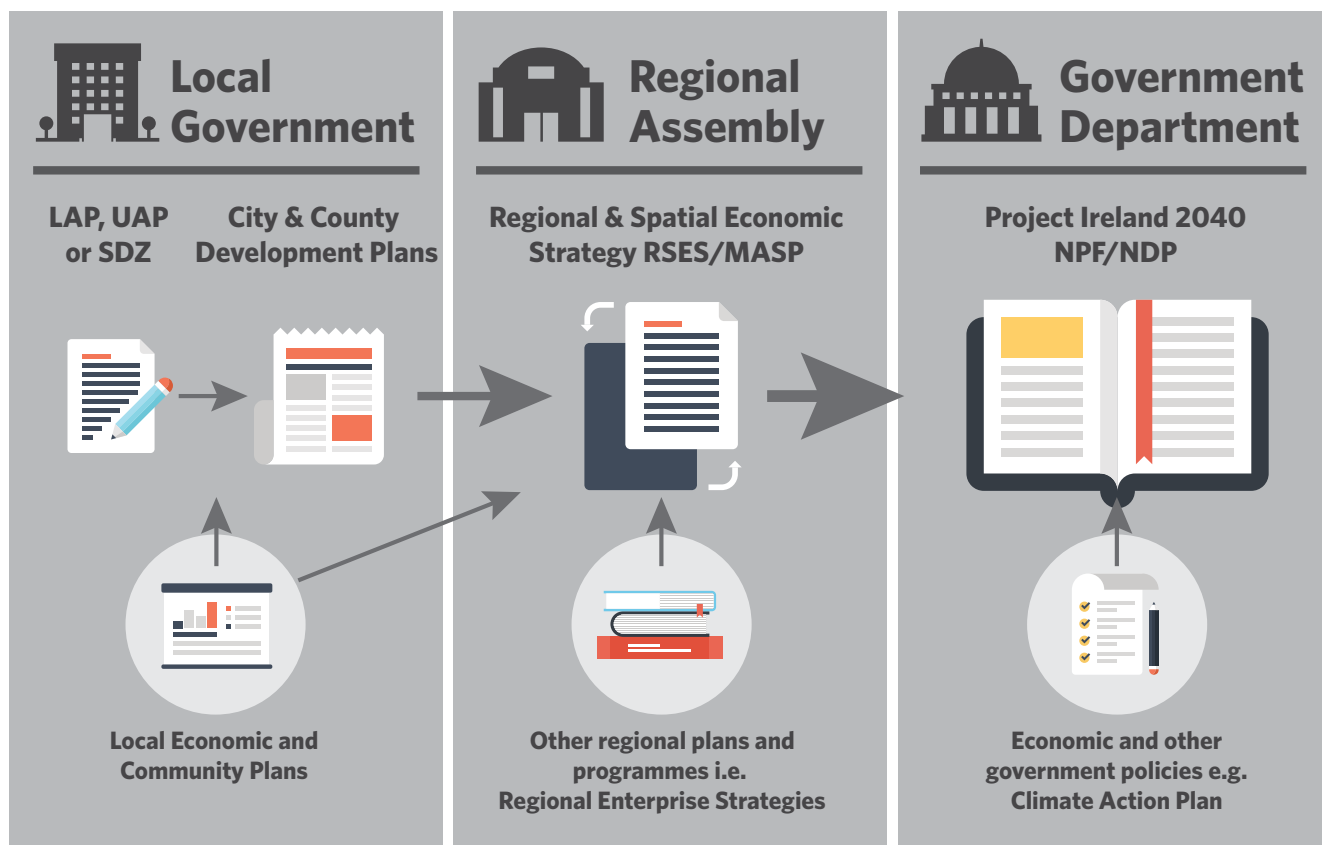 Local
Government
LAP, UAP
or SDZ
City & County
Development Plans
Local Economic and
Community Plans
Regional
Assembly
Regional & Spatial Economic
Strategy RSES/MASP
Other regional plans and
programmes i.e.
Regional Enterprise Strategies
Government
Department
Project Ireland 2040
NPF/NDP
Economic and other
government policies e.g.
Climate Action Plan